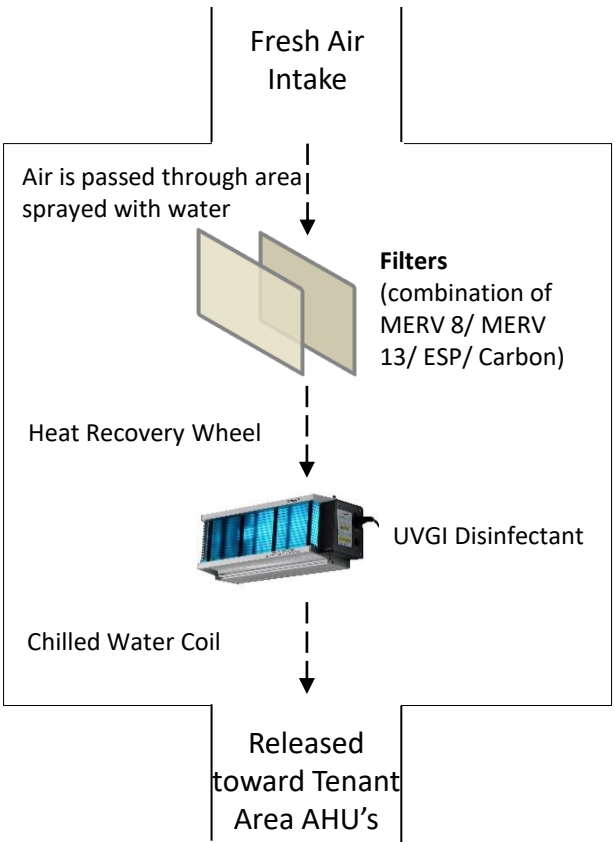 Fresh Air
Intake
Air is passed through area
sprayed with water
Filters
(combination of
MERV 8/ MERV
13/ ESP/ Carbon)
Heat Recovery Wheel
UVGI Disinfectant
Chilled Water Coil
Released
toward Tenant
Area AHU's